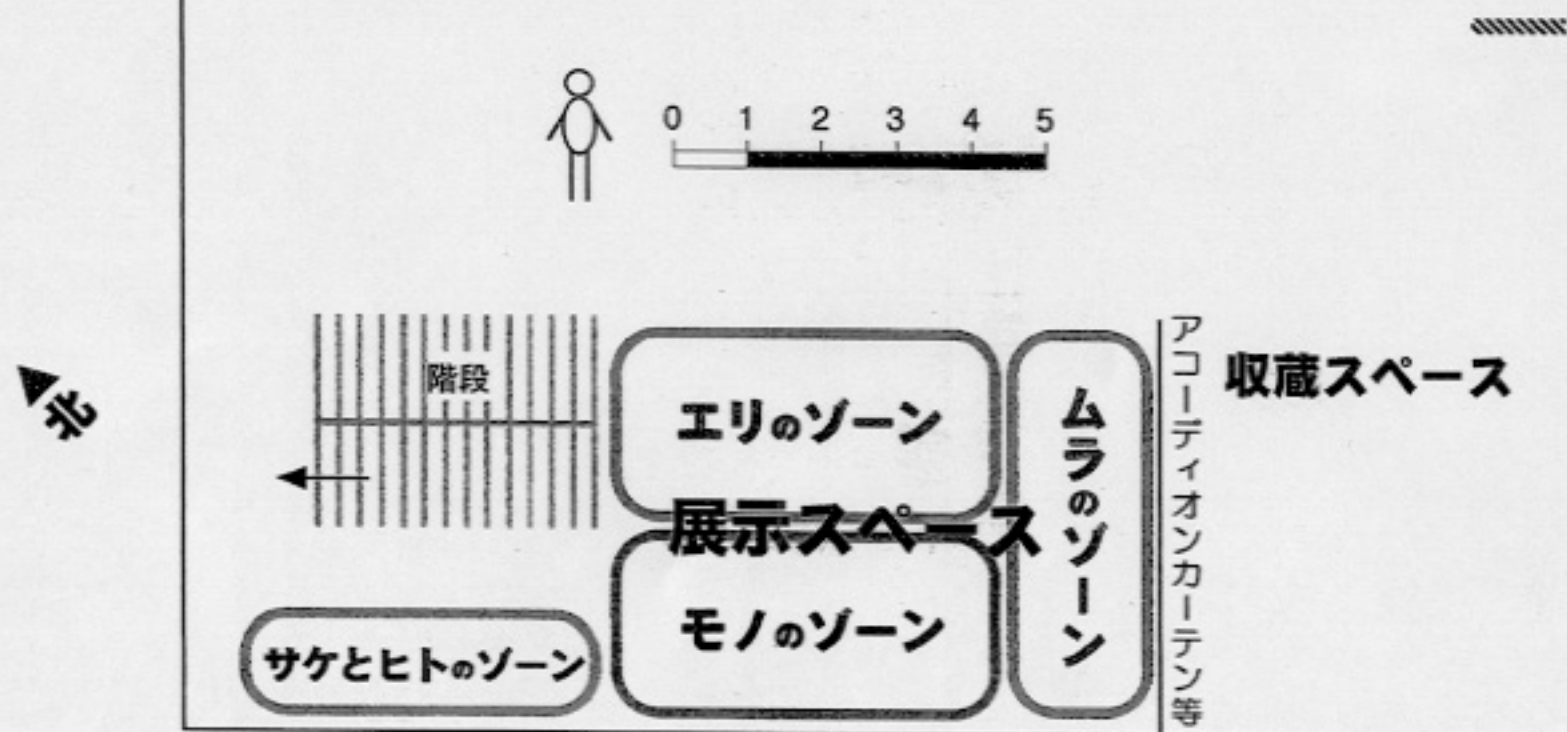 0 1 2 3 4 5
北
階段
エリのゾーン
ムラのゾーン
アコーディオンカーテン等
収蔵スペース
展示スペース
モノのゾーン
サケとヒトのゾーン